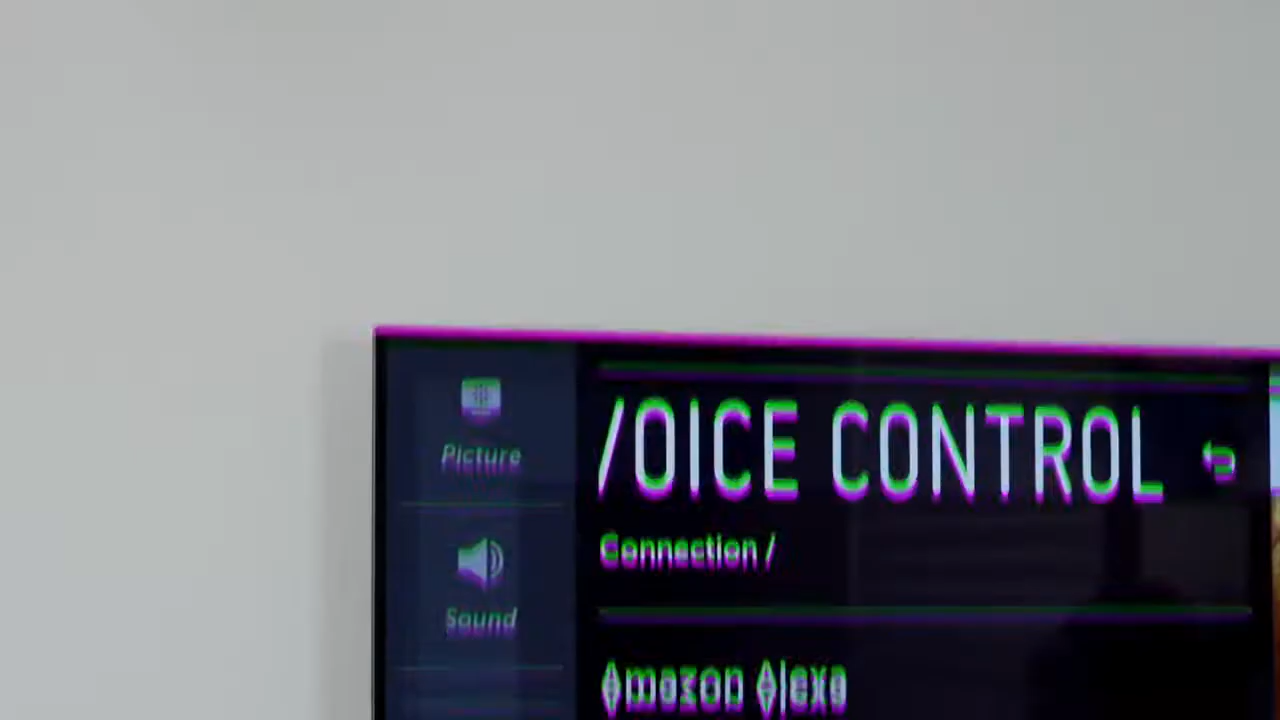 Picture
Sound
/OICE CONTROL
Connection /
Amazon Alexa